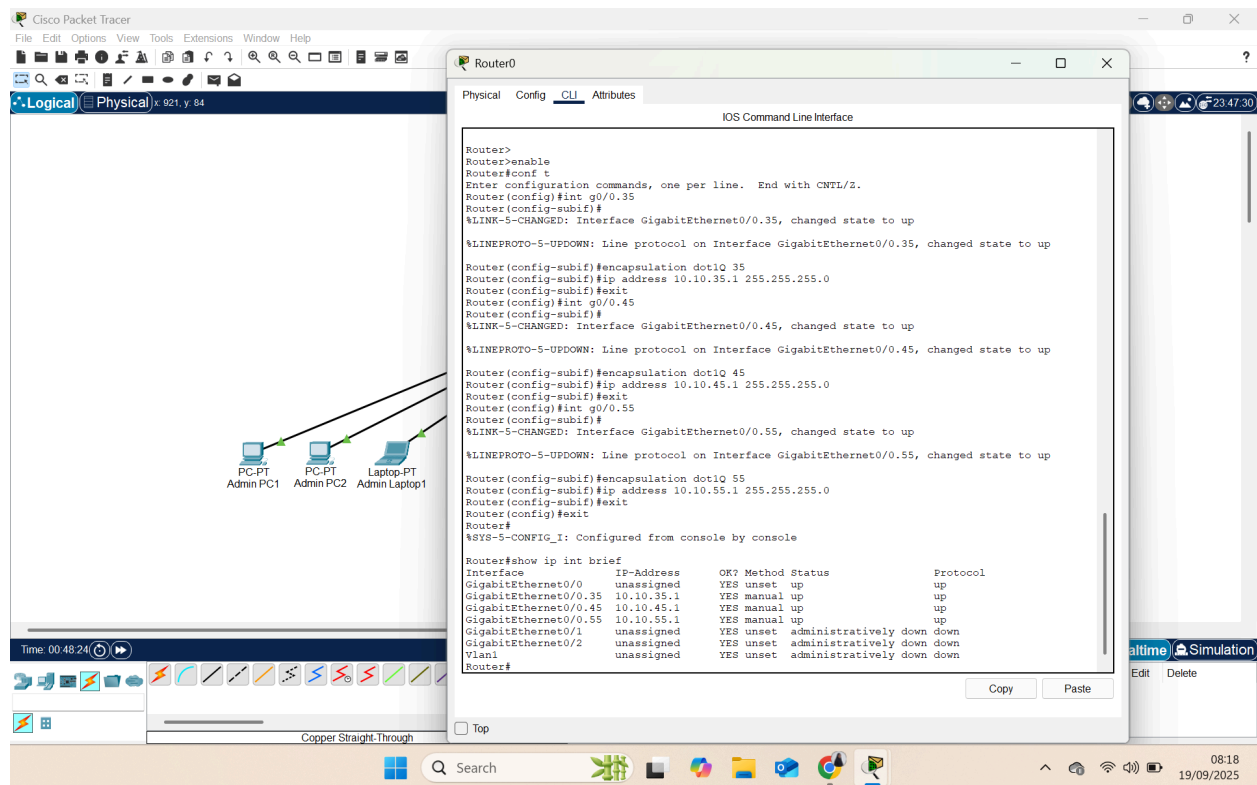 Cisco Packet Tracer
File Edit Options View Tools Extensions Window Help
?
Logical Physical x: 921, y: 84
23:47:30
Router0
Physical Config CLI Attributes
IOS Command Line Interface
Router>
Router>enable
Router#conf t
Enter configuration commands, one per line. End with CNTL/Z.
Router(config)#int g0/0.35
Router(config-subif)#
%LINK-5-CHANGED: Interface GigabitEthernet0/0.35, changed state to up
%LINEPROTO-5-UPDOWN: Line protocol on Interface GigabitEthernet0/0.35, changed state to up
Router(config-subif)#encapsulation dot1Q 35
Router(config-subif)#ip address 10.10.35.1 255.255.255.0
Router(config-subif)#exit
Router(config)#int g0/0.45
Router(config-subif)#
%LINK-5-CHANGED: Interface GigabitEthernet0/0.45, changed state to up
%LINEPROTO-5-UPDOWN: Line protocol on Interface GigabitEthernet0/0.45, changed state to up
Router(config-subif)#encapsulation dot1Q 45
Router(config-subif)#ip address 10.10.45.1 255.255.255.0
Router(config-subif)#exit
Router(config)#int g0/0.55
Router(config-subif)#
%LINK-5-CHANGED: Interface GigabitEthernet0/0.55, changed state to up
%LINEPROTO-5-UPDOWN: Line protocol on Interface GigabitEthernet0/0.55, changed state to up
Router(config-subif)#encapsulation dot1Q 55
Router(config-subif)#ip address 10.10.55.1 255.255.255.0
Router(config-subif)#exit
Router(config)#exit
Router#
%SYS-5-CONFIG_I: Configured from console by console
Router#show ip int brief
Interface IP-Address OK? Method Status Protocol
GigabitEthernet0/0 unassigned YES unset up up
GigabitEthernet0/0.35 10.10.35.1 YES manual up up
GigabitEthernet0/0.45 10.10.45.1 YES manual up up
GigabitEthernet0/0.55 10.10.55.1 YES manual up up
GigabitEthernet0/1 unassigned YES unset administratively down down
GigabitEthernet0/2 unassigned YES unset administratively down down
Vlan1 unassigned YES unset administratively down down
Router#
Copy Paste
Top
PC-PT
Admin PC1
PC-PT
Admin PC2
Laptop-PT
Admin Laptop1
Time: 00:48:24
altime Simulation
Edit Delete
Copper Straight-Through
Search
08:18
19/09/2025